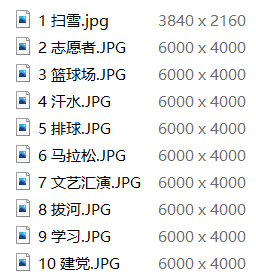 1 扫雪.jpg 3840 x 2160
2 志愿者.JPG 6000 x 4000
3 篮球场.JPG 6000 x 4000
4 汗水.JPG 6000 x 4000
5 排球.JPG 6000 x 4000
6 马拉松.JPG 6000 x 4000
7 文艺汇演.JPG 6000 x 4000
8 拔河.JPG 6000 x 4000
9 学习.JPG 6000 x 4000
10 建党.JPG 6000 x 4000